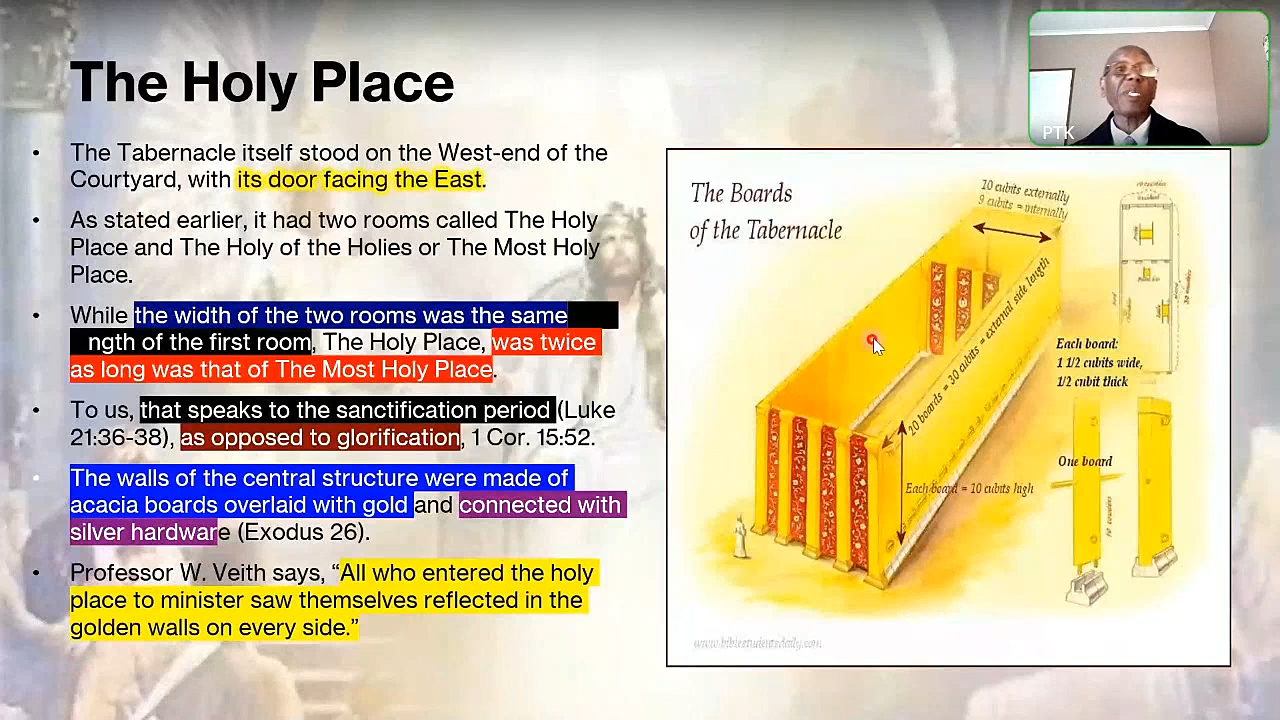 The Holy Place
• The Tabernacle itself stood on the West-end of the
Courtyard, with its door facing the East.
• As stated earlier, it had two rooms called The Holy
Place and The Holy of the Holies or The Most Holy
Place.
• While the width of the two rooms was the same
ngth of the first room, The Holy Place, was twice
as long was that of The Most Holy Place.
• To us, that speaks to the sanctification period (Luke
21:36-38), as opposed to glorification, 1 Cor. 15:52.
• The walls of the central structure were made of
acacia boards overlaid with gold and connected with
silver hardware (Exodus 26).
• Professor W. Veith says, “All who entered the holy
place to minister saw themselves reflected in the
golden walls on every side.”
PTK
The Boards
of the Tabernacle
10 cubits externally
9 cubits = internally
20 boards = 30 cubits = external side length
Each board = 10 cubits high
Each board:
1 1/2 cubits wide,
1/2 cubit thick
One board
www.biblestudentsdaily.com